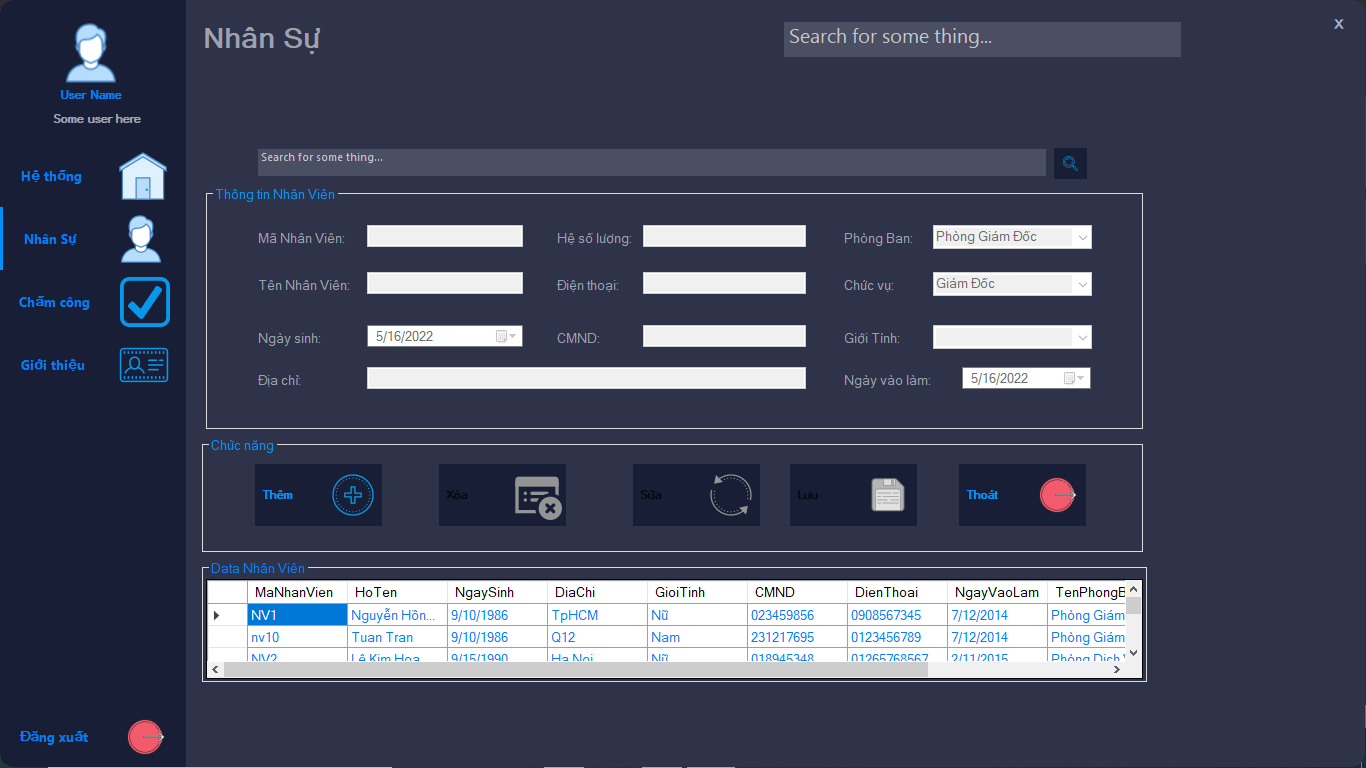 Nhân Sự
Search for some thing...
x
User Name
Some user here
Hệ thống
Nhân Sự
Chấm công
Giới thiệu
Đăng xuất
Search for some thing...
Thông tin Nhân Viên
Mã Nhân Viên:
Hệ số lương:
Phòng Ban: Phòng Giám Đốc
Tên Nhân Viên:
Điện thoại:
Chức vụ: Giám Đốc
Ngày sinh: 5/16/2022
CMND:
Giới Tính:
Địa chỉ:
Ngày vào làm: 5/16/2022
Chức năng
Thêm Xóa Sửa Lưu Thoát
Data Nhân Viên
MaNhanVien HoTen NgaySinh DiaChi GioiTinh CMND DienThoai NgayVaoLam TenPhongB
NV1 Nguyễn Hồn... 9/10/1986 TpHCM Nữ 023459856 0908567345 7/12/2014 Phòng Giám
nv10 Tuan Tran 9/10/1986 Q12 Nam 231217695 0123456789 7/12/2014 Phòng Giám
NV2 Lê Kim Hoa 9/15/1990 Ha Noi Nữ 018945348 01265768567 2/11/2015 Phòng Dịch